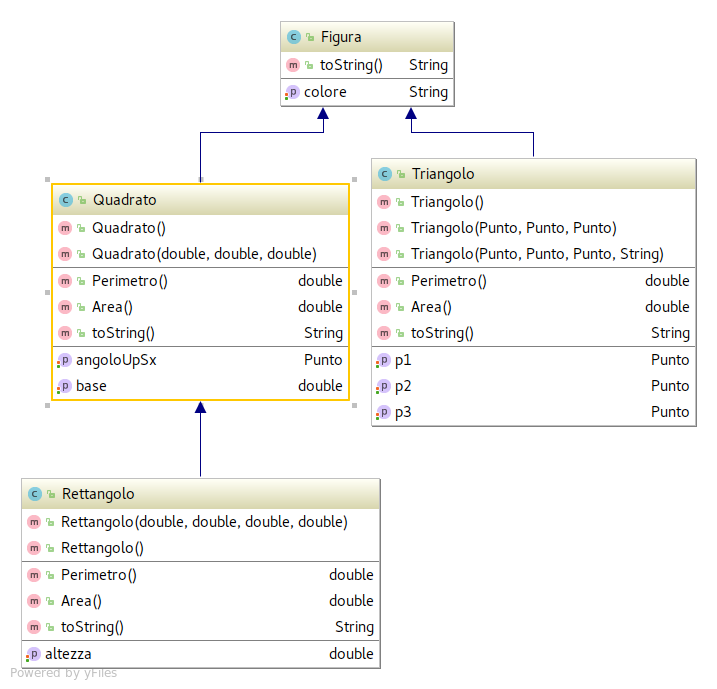 Figura
toString() String
colore String
Quadrato
Quadrato()
Quadrato(double, double, double)
Perimetro() double
Area() double
toString() String
angoloUpSx Punto
base double
Triangolo
Triangolo()
Triangolo(Punto, Punto, Punto)
Triangolo(Punto, Punto, Punto, String)
Perimetro() double
Area() double
toString() String
p1 Punto
p2 Punto
p3 Punto
Rettangolo
Rettangolo(double, double, double, double)
Rettangolo()
Perimetro() double
Area() double
toString() String
altezza double
Powered by yFiles